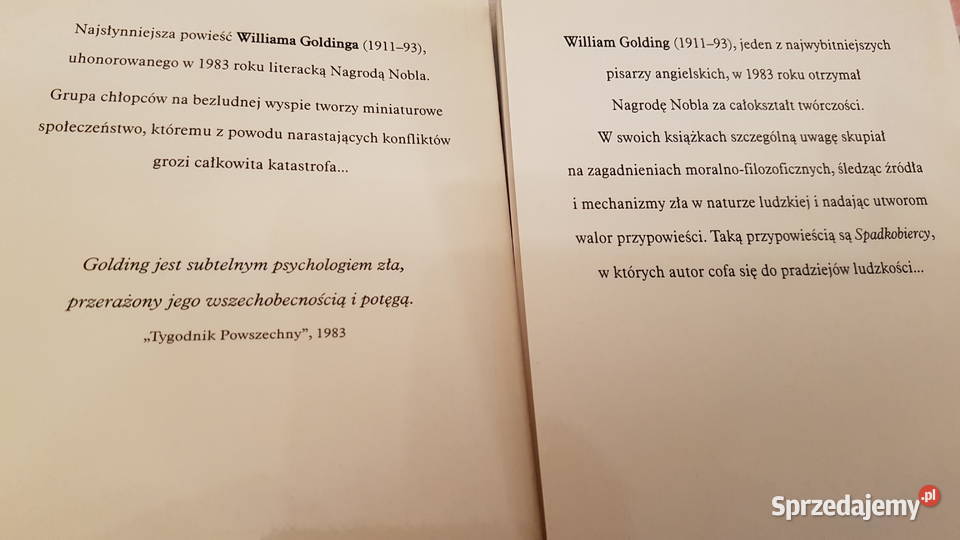 Najsłynniejsza powieść Williama Goldinga (1911–93),
uhonorowanego w 1983 roku literacką Nagrodą Nobla.
Grupa chłopców na bezludnej wyspie tworzy miniaturowe
społeczeństwo, któremu z powodu narastających konfliktów
grozi całkowita katastrofa...
Golding jest subtelnym psychologiem zła,
przerażony jego wszechobecnością i potęgą.
„Tygodnik Powszechny”, 1983
William Golding (1911–93), jeden z najwybitniejszych
pisarzy angielskich, w 1983 roku otrzymał
Nagrodę Nobla za całokształt twórczości.
W swoich książkach szczególną uwagę skupiał
na zagadnieniach moralno-filozoficznych, śledząc źródła
i mechanizmy zła w naturze ludzkiej i nadając utworom
walor przypowieści. Taką przypowieścią są Spadkobiercy,
w których autor cofa się do pradziejów ludzkości...
Sprzedajemy.pl